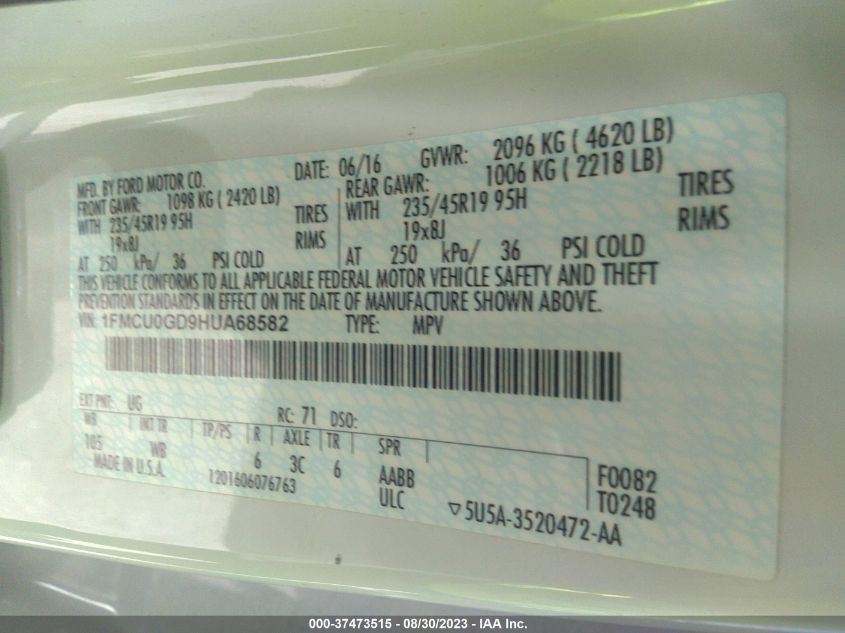 MFD. BY FORD MOTOR CO. DATE: 06/16 GVWR: 2096 KG ( 4620 LB)
FRONT GAWR: 1098 KG ( 2420 LB) REAR GAWR: 1006 KG ( 2218 LB)
WITH 235/45R19 95H TIRES WITH 235/45R19 95H TIRES
19x8J RIMS 19x8J RIMS
AT 250 kPa/ 36 PSI COLD AT 250 kPa/ 36 PSI COLD
THIS VEHICLE CONFORMS TO ALL APPLICABLE FEDERAL MOTOR VEHICLE SAFETY AND THEFT
PREVENTION STANDARDS IN EFFECT ON THE DATE OF MANUFACTURE SHOWN ABOVE.
VIN: 1FMCU0GD9HUA68582 TYPE: MPV
EXT PNT: UG RC: 71 DSO:
WB INT TR TP/PS R AXLE TR SPR
105 WB 6 3C 6 AABB F0082
MADE IN U.S.A. 1201606076763 ULC T0248
▽5U5A-3520472-AA
000-37473515 - 08/30/2023 - IAA Inc.